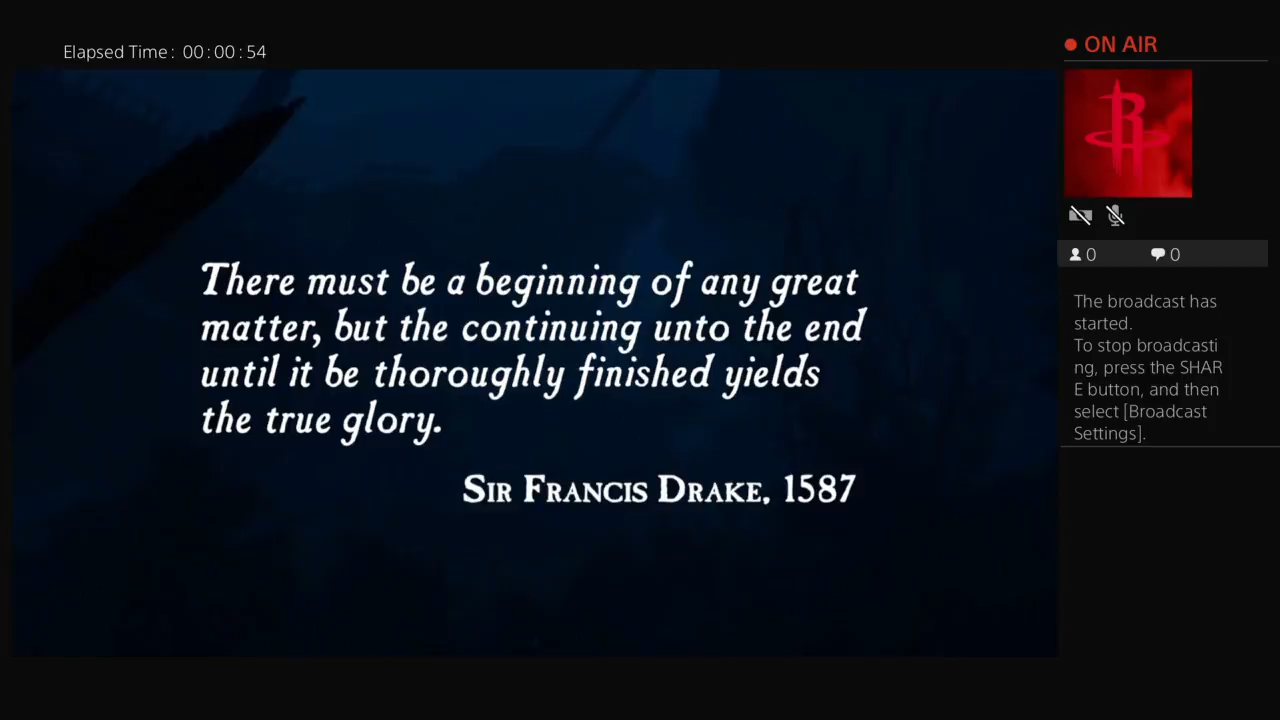 Elapsed Time: 00:00:54
ON AIR
R
0 0
There must be a beginning of any great
matter, but the continuing unto the end
until it be thoroughly finished yields
the true glory.
SIR FRANCIS DRAKE, 1587
The broadcast has
started.
To stop broadcasti
ng, press the SHAR
E button, and then
select [Broadcast
Settings].